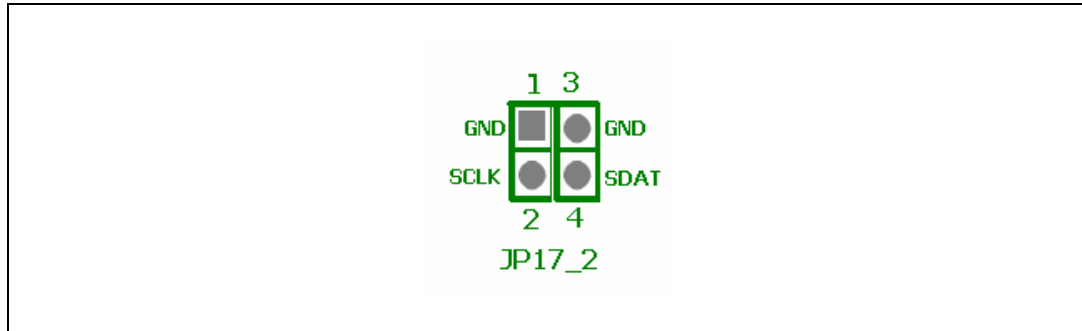 1 3
GND GND
SCLK SDAT
2 4
JP17_2